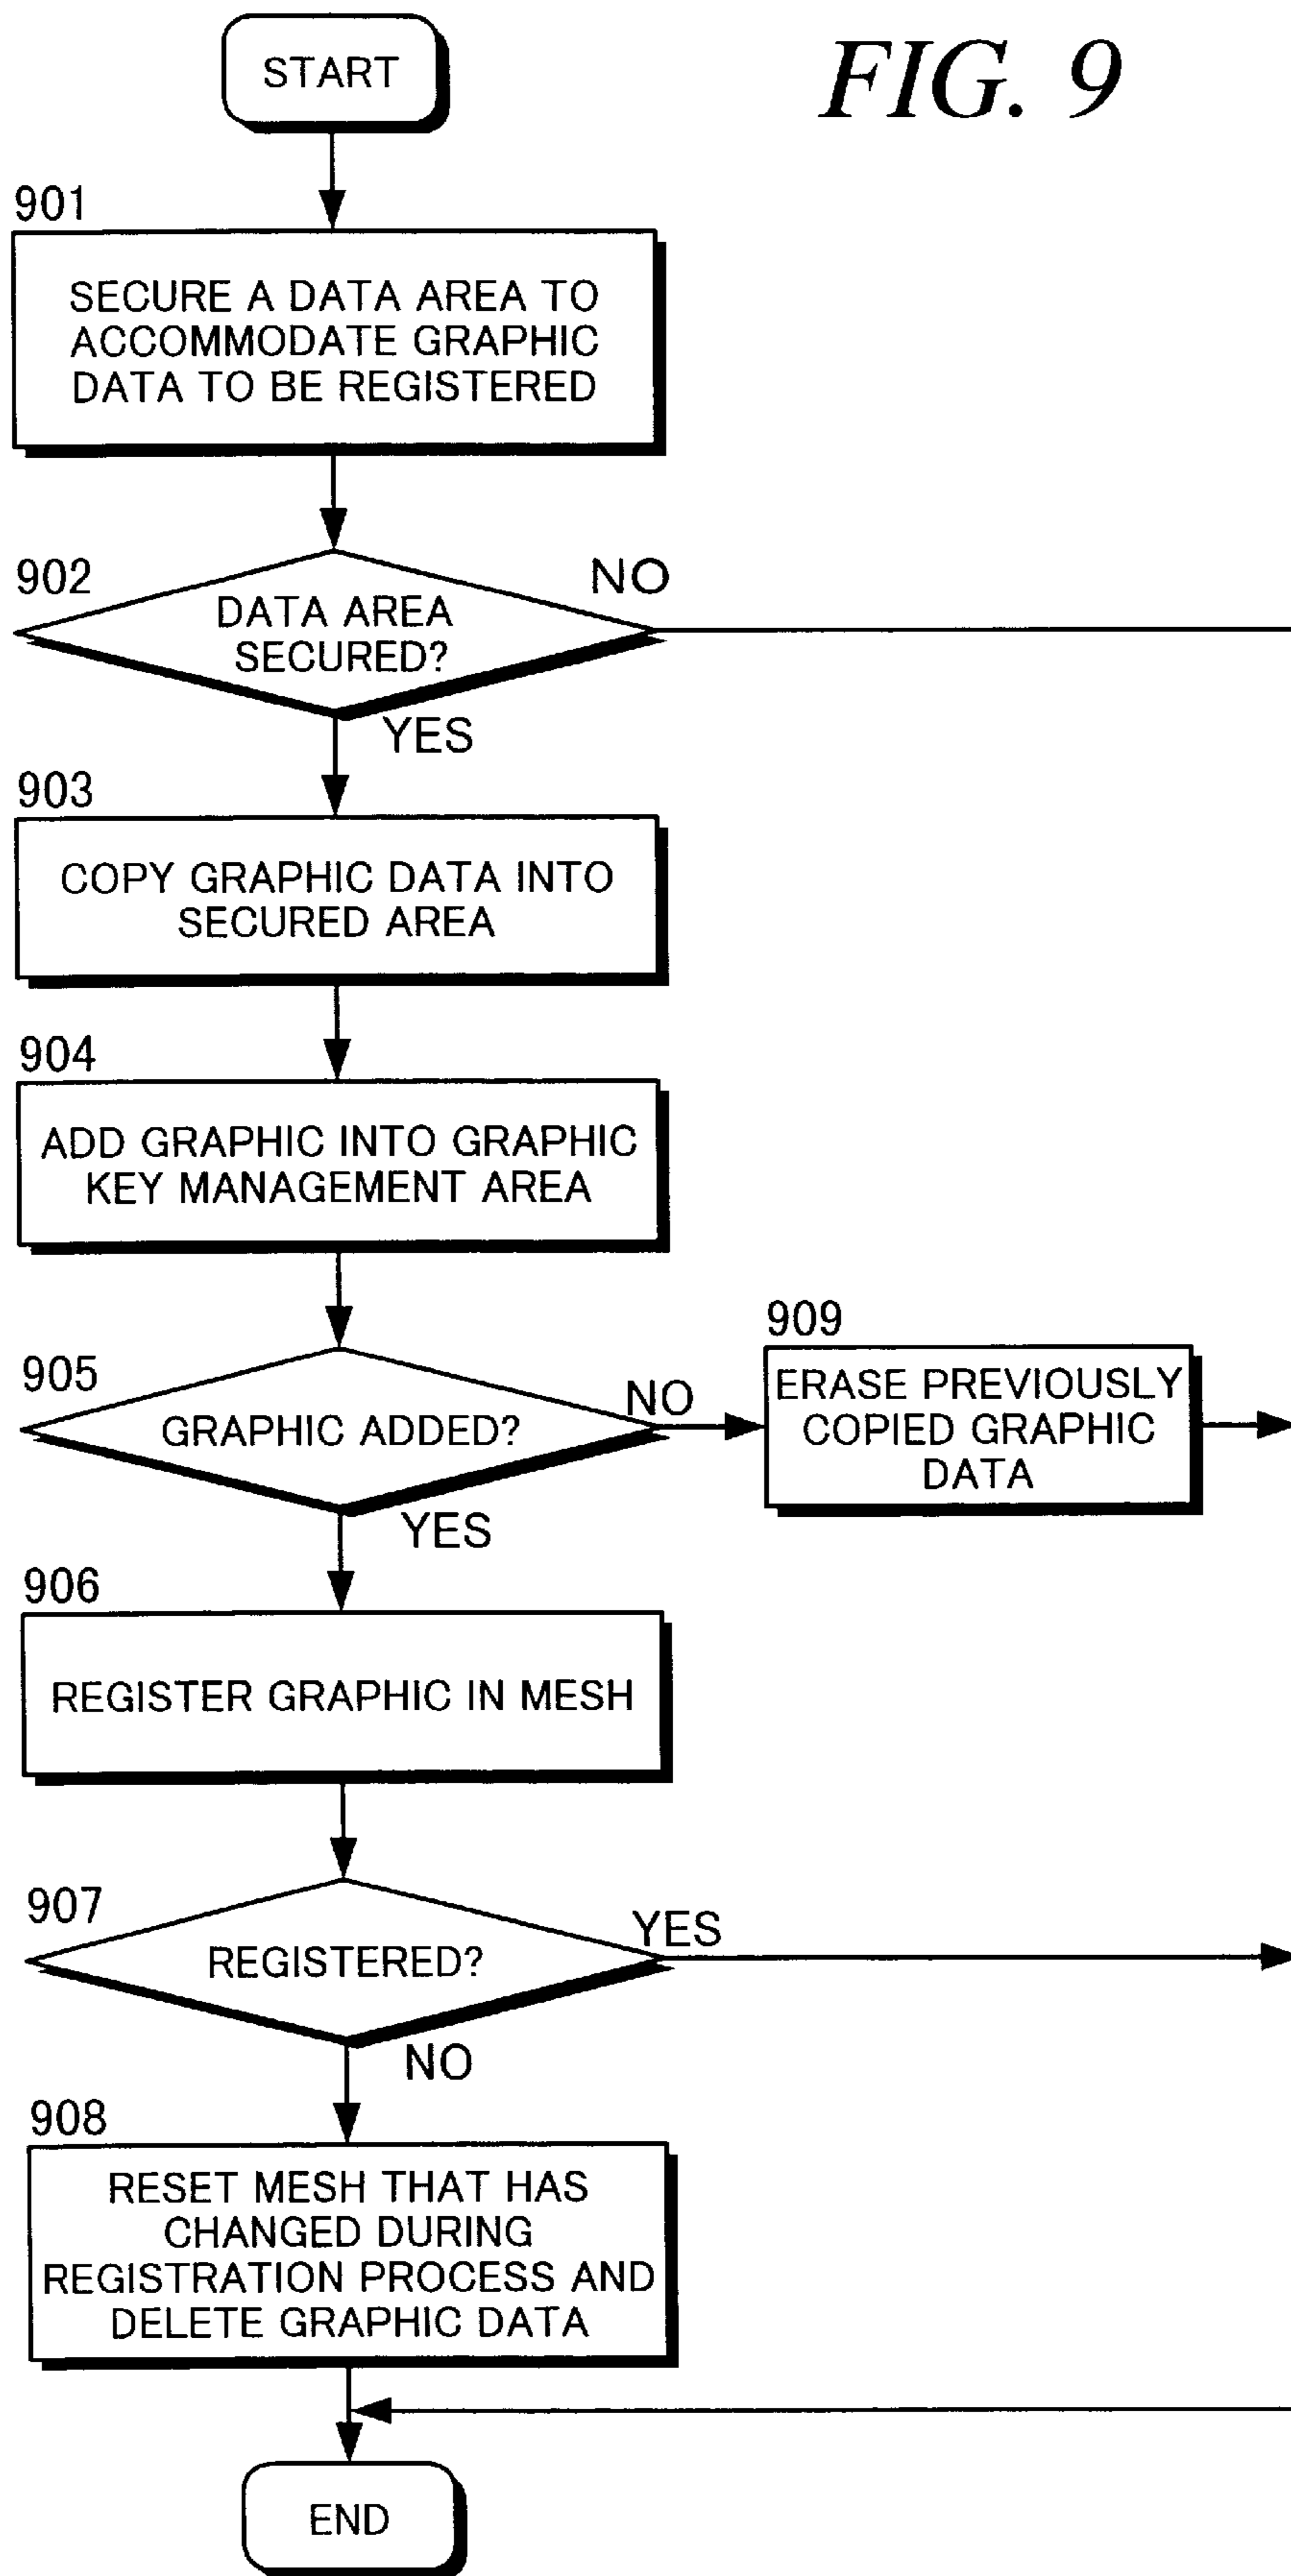 FIG. 9
START
901
SECURE A DATA AREA TO
ACCOMMODATE GRAPHIC
DATA TO BE REGISTERED
902
DATA AREA
SECURED?
NO
YES
903
COPY GRAPHIC DATA INTO
SECURED AREA
904
ADD GRAPHIC INTO GRAPHIC
KEY MANAGEMENT AREA
905
GRAPHIC ADDED?
NO
909
ERASE PREVIOUSLY
COPIED GRAPHIC
DATA
YES
906
REGISTER GRAPHIC IN MESH
907
REGISTERED?
YES
NO
908
RESET MESH THAT HAS
CHANGED DURING
REGISTRATION PROCESS AND
DELETE GRAPHIC DATA
END